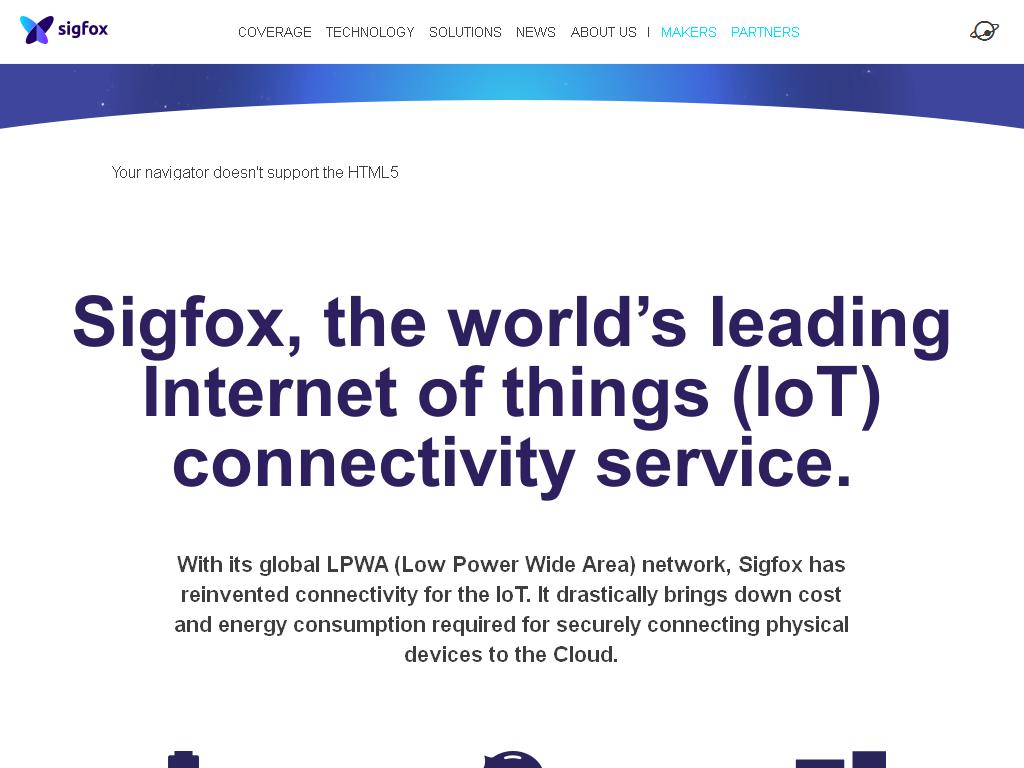 sigfox
COVERAGE TECHNOLOGY SOLUTIONS NEWS ABOUT US | MAKERS PARTNERS
Your navigator doesn't support the HTML5
Sigfox, the world’s leading
Internet of things (IoT)
connectivity service.
With its global LPWA (Low Power Wide Area) network, Sigfox has
reinvented connectivity for the IoT. It drastically brings down cost
and energy consumption required for securely connecting physical
devices to the Cloud.